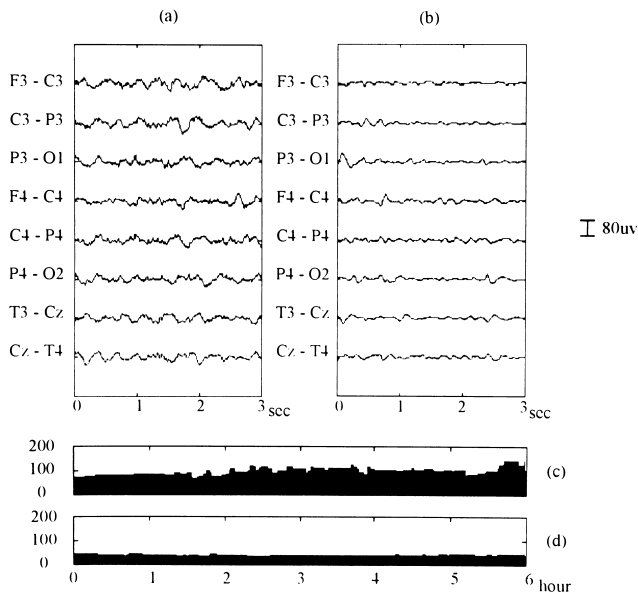 (a) (b)
F3 - C3 F3 - C3
C3 - P3 C3 - P3
P3 - O1 P3 - O1
F4 - C4 F4 - C4
80uv
C4 - P4 C4 - P4
P4 - O2 P4 - O2
T3 - Cz T3 - Cz
Cz - T4 Cz - T4
0 1 2 3 sec 0 1 2 3 sec
200
100 (c)
0
200
100 (d)
0
0 1 2 3 4 5 6 hour